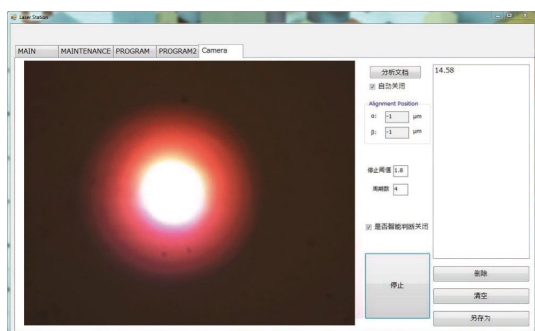 Laser Station
MAIN
MAINTENANCE
PROGRAM
PROGRAM2
Camera
分析文档
自动关闭
Alignment Position
α: -1 μm
β: -1 μm
停止阈值 1.8
周期数 4
是否智能判断关闭
停止
14.58
删除
清空
另存为